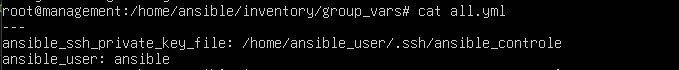 root@management:/home/ansible/inventory/group_vars# cat all.yml
---
ansible_ssh_private_key_file: /home/ansible_user/.ssh/ansible_controle
ansible_user: ansible